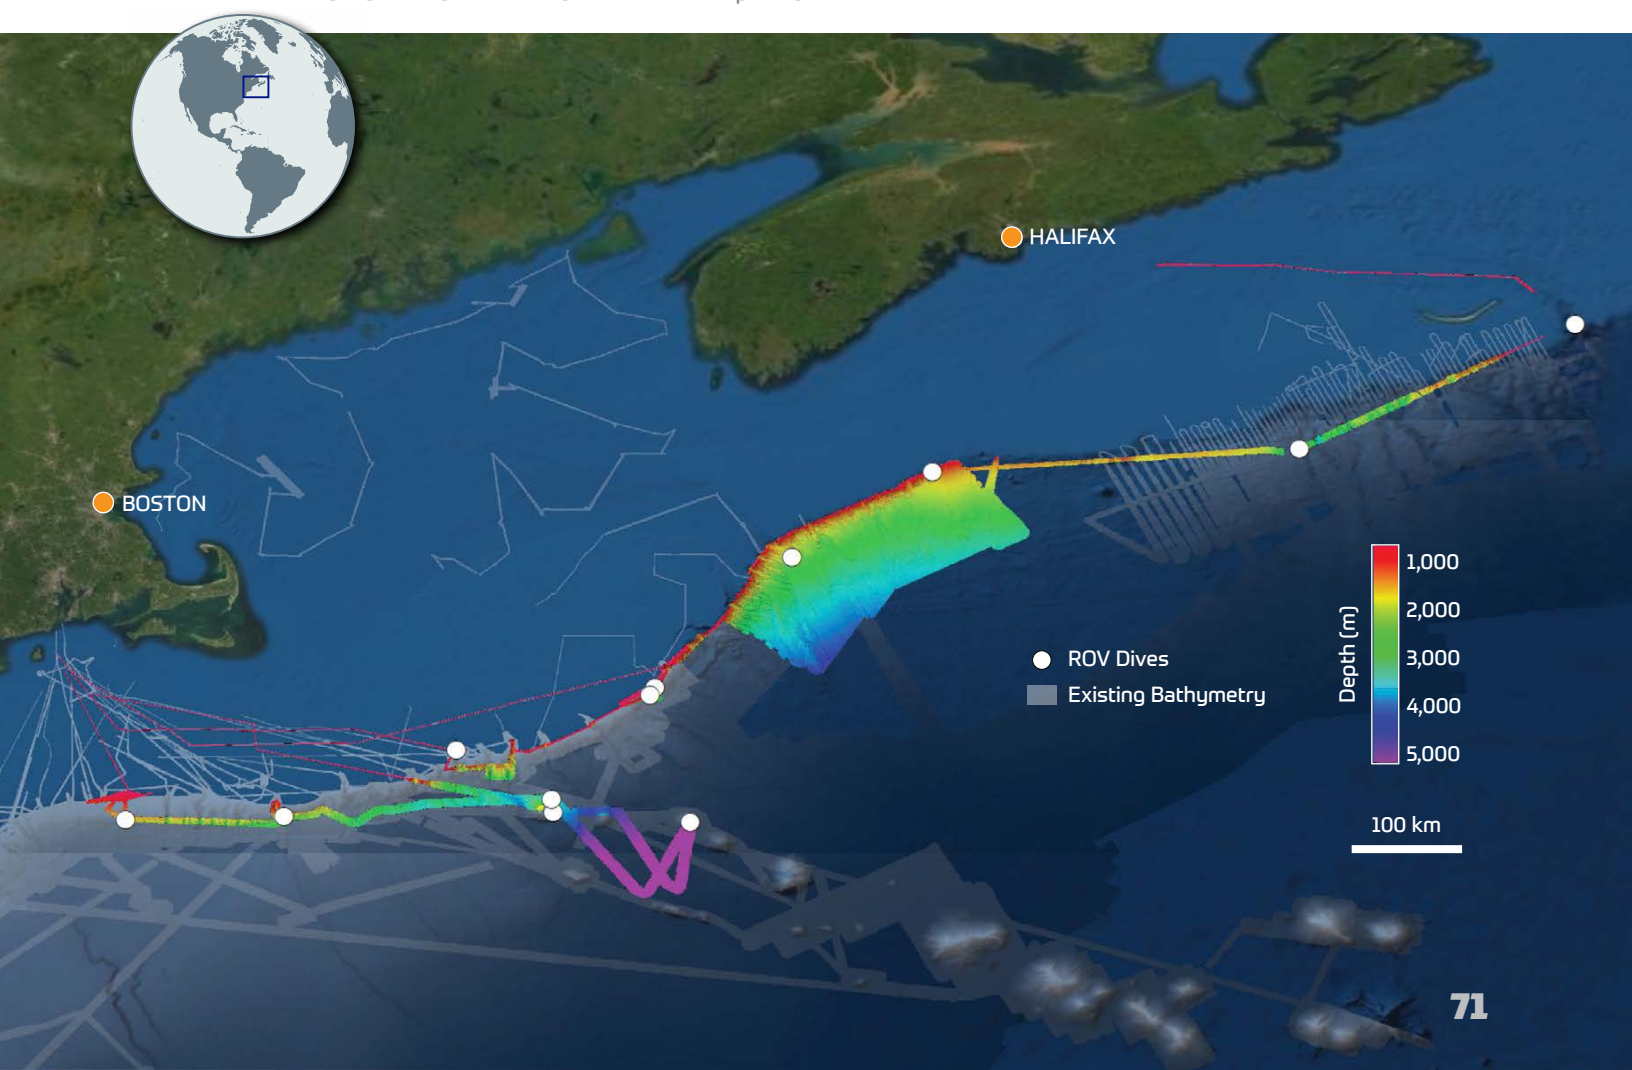 HALIFAX
BOSTON
1,000
2,000
3,000
4,000
5,000
Depth (m)
ROV Dives
Existing Bathymetry
100 km
71